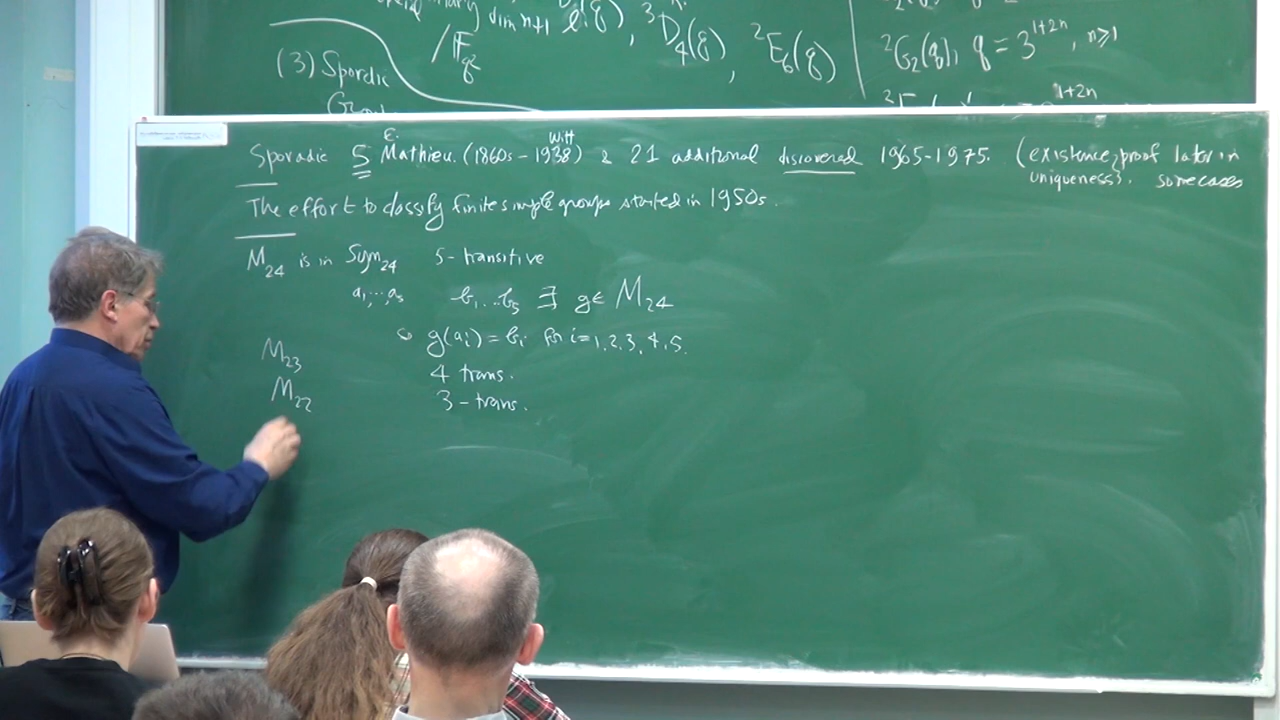 dim n+1
/𝔽_q²
, ³D₄(q) , ²E₆(q)
²G₂(q), q = 3^{1+2n}, n≥1
1+2n
(3) Sporadic
E. Witt
Sporadic 5 Mathieu. (1860s - 1938) & 21 additional discovered 1965-1975. (existence, proof later in
uniqueness). some cases
The effort to classify finite simple groups started in 1950s.
M₂₄ is in Sym₂₄ 5-transitive
a₁,...,a₅ b₁...b₅ ∃ g ∈ M₂₄
g(aᵢ) = bᵢ for i = 1, 2, 3, 4, 5.
M₂₃ 4 trans.
M₂₂ 3-trans.